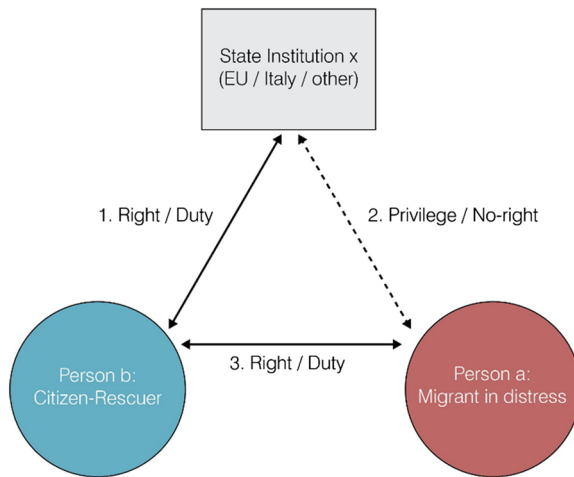 State Institution x
(EU / Italy / other)
1. Right / Duty
2. Privilege / No-right
3. Right / Duty
Person b:
Citizen-Rescuer
Person a:
Migrant in distress